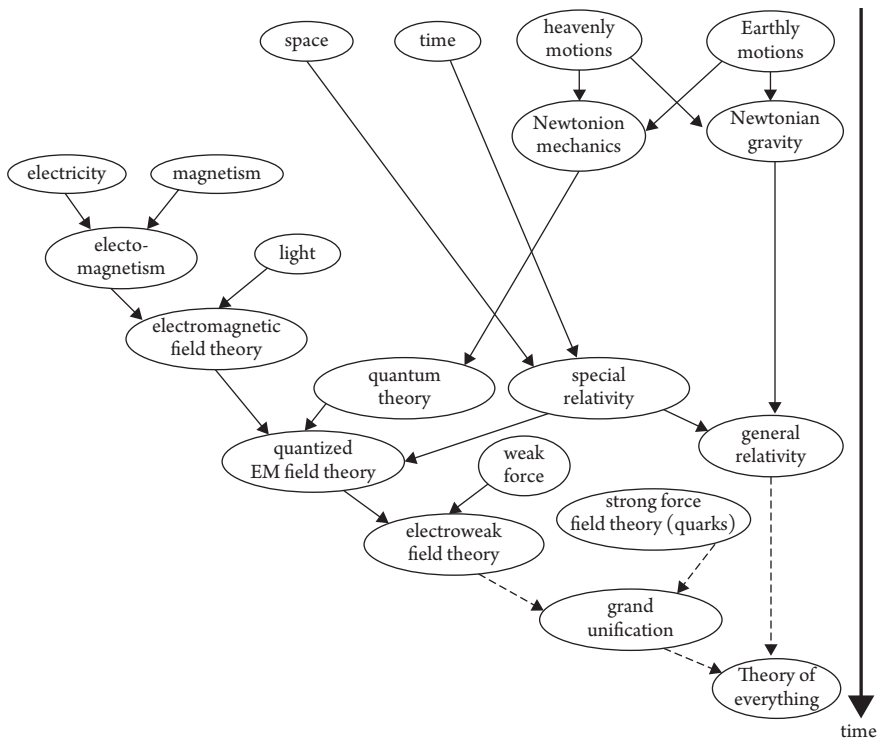 space
time
heavenly
motions
Earthly
motions
Newtonion
mechanics
Newtonian
gravity
electricity
magnetism
electo-
magnetism
light
electromagnetic
field theory
quantum
theory
special
relativity
general
relativity
quantized
EM field theory
weak
force
strong force
field theory (quarks)
electroweak
field theory
grand
unification
Theory of
everything
time